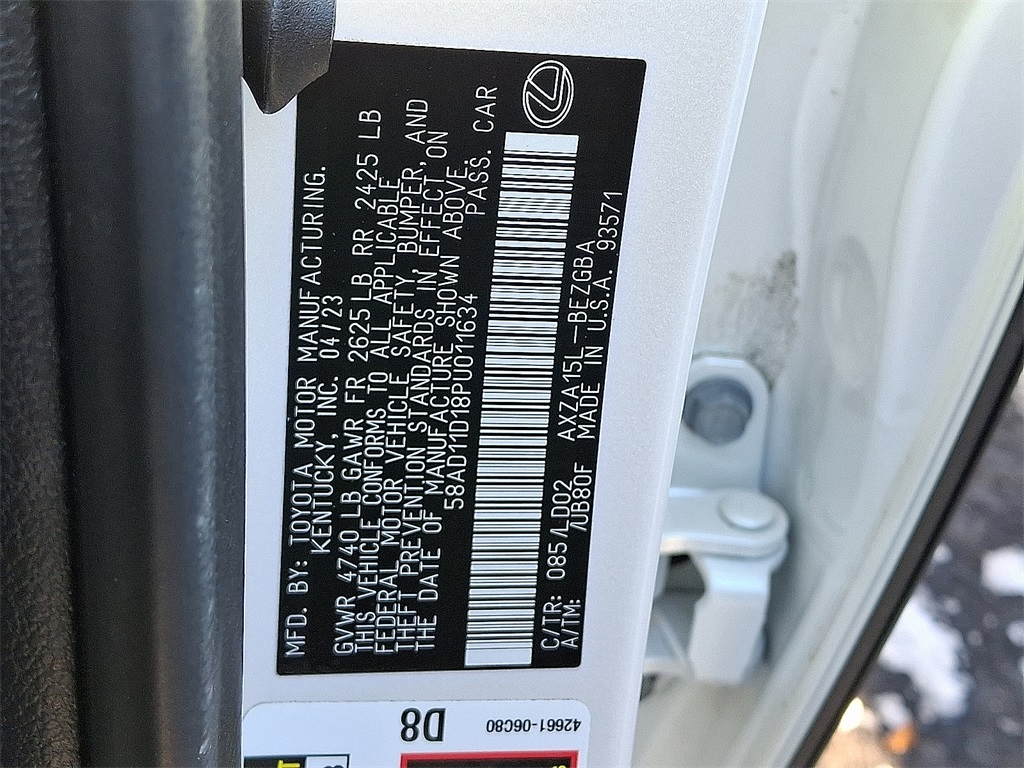 MFD. BY: TOYOTA MOTOR MANUFACTURING.
KENTUCKY, INC. 04/23
GVWR 4740 LB GAWR FR 2625 LB RR 2425 LB
THIS VEHICLE CONFORMS TO ALL APPLICABLE
FEDERAL MOTOR VEHICLE SAFETY, BUMPER, AND
THEFT PREVENTION STANDARDS IN EFFECT ON
THE DATE OF MANUFACTURE SHOWN ABOVE.
58AD11D18PU011634 PASS. CAR
C/TR: 085/LD02 AXZA15L-BEZGBA
A/TM: /UB80F MADE IN U.S.A. 93571
D8
42661-06C80